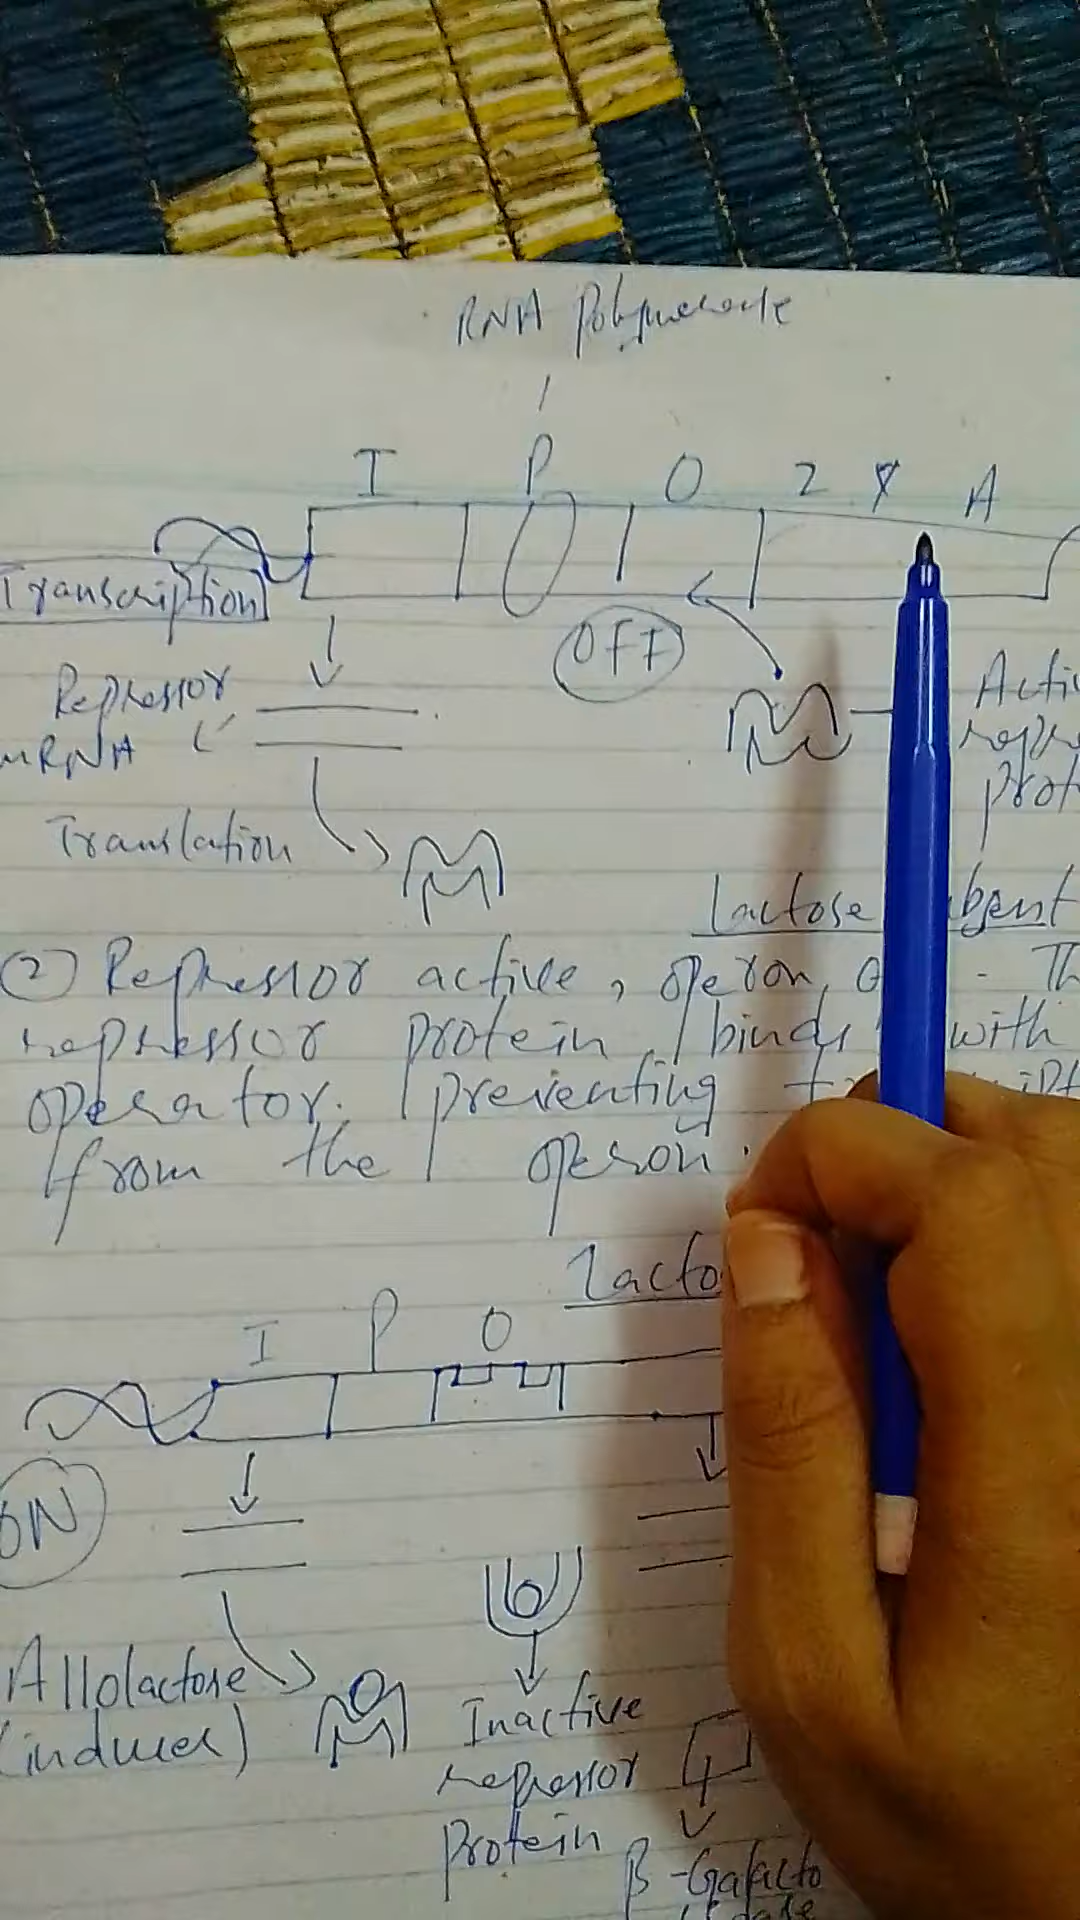 RNA Polymerase
I P O Z Y A
Transcription
OFF
Repressor
mRNA
Translation
Lactose
Repressor active, operon
(2)
repressor protein binds with
operator. preventing
from the operon.
I P O
ON
Allolactose
(inducer)
Inactive
repressor
protein
β-Galacto